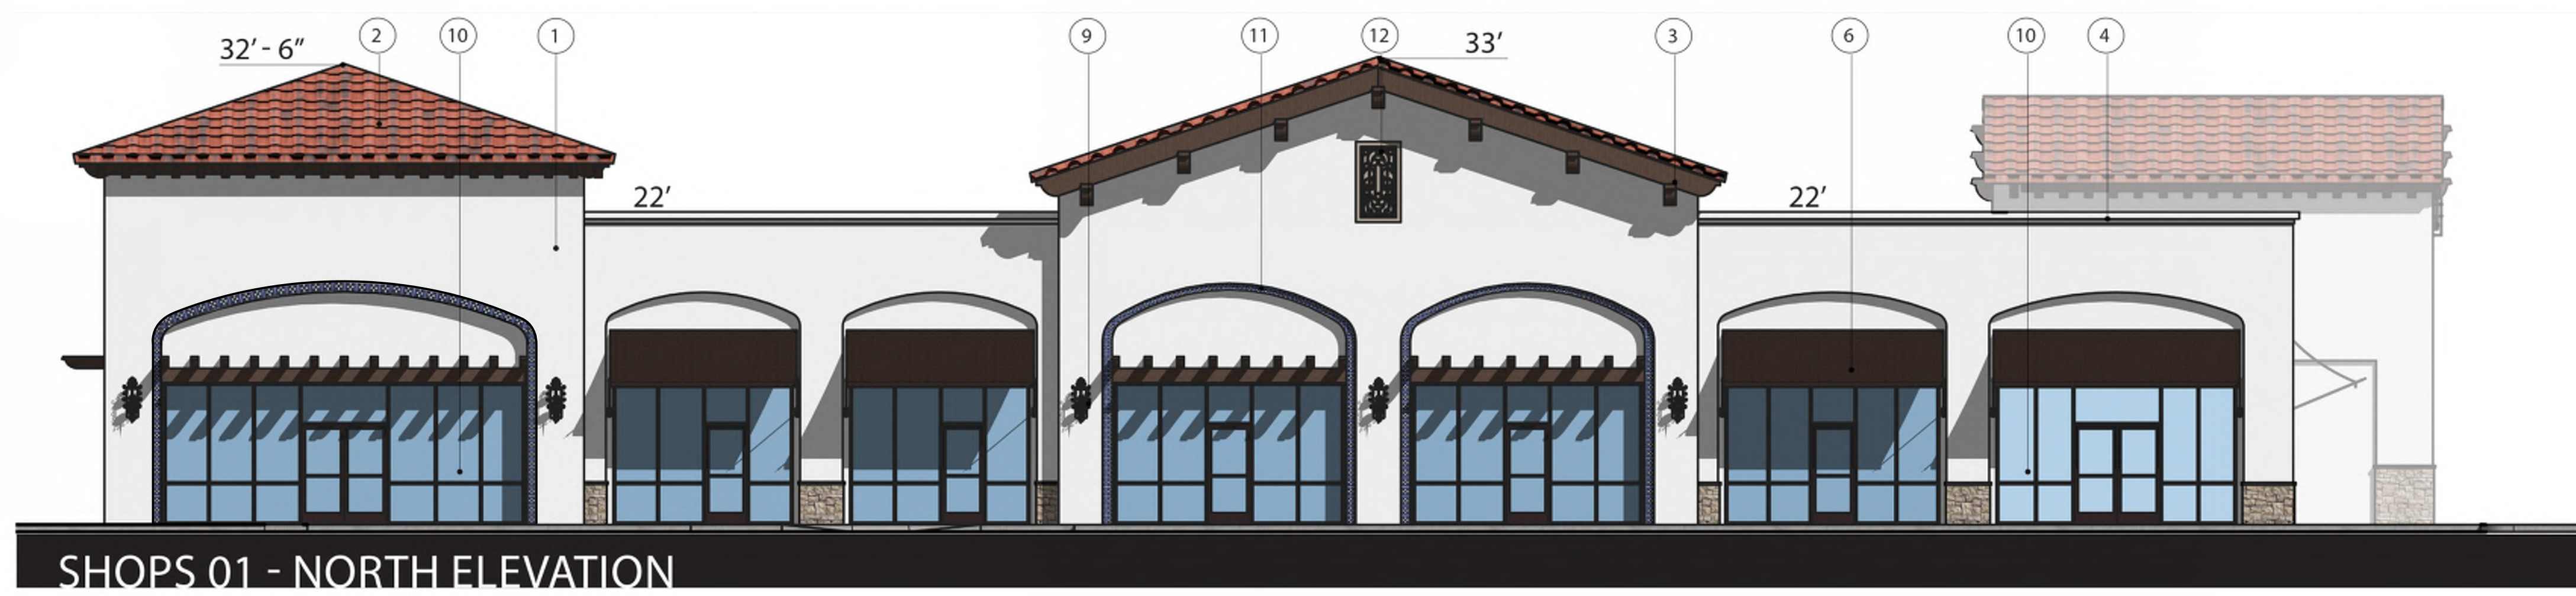 2 10 1 9 11 12 3 6 10 4
32' - 6"
33'
22'
22'
SHOPS 01 - NORTH ELEVATION